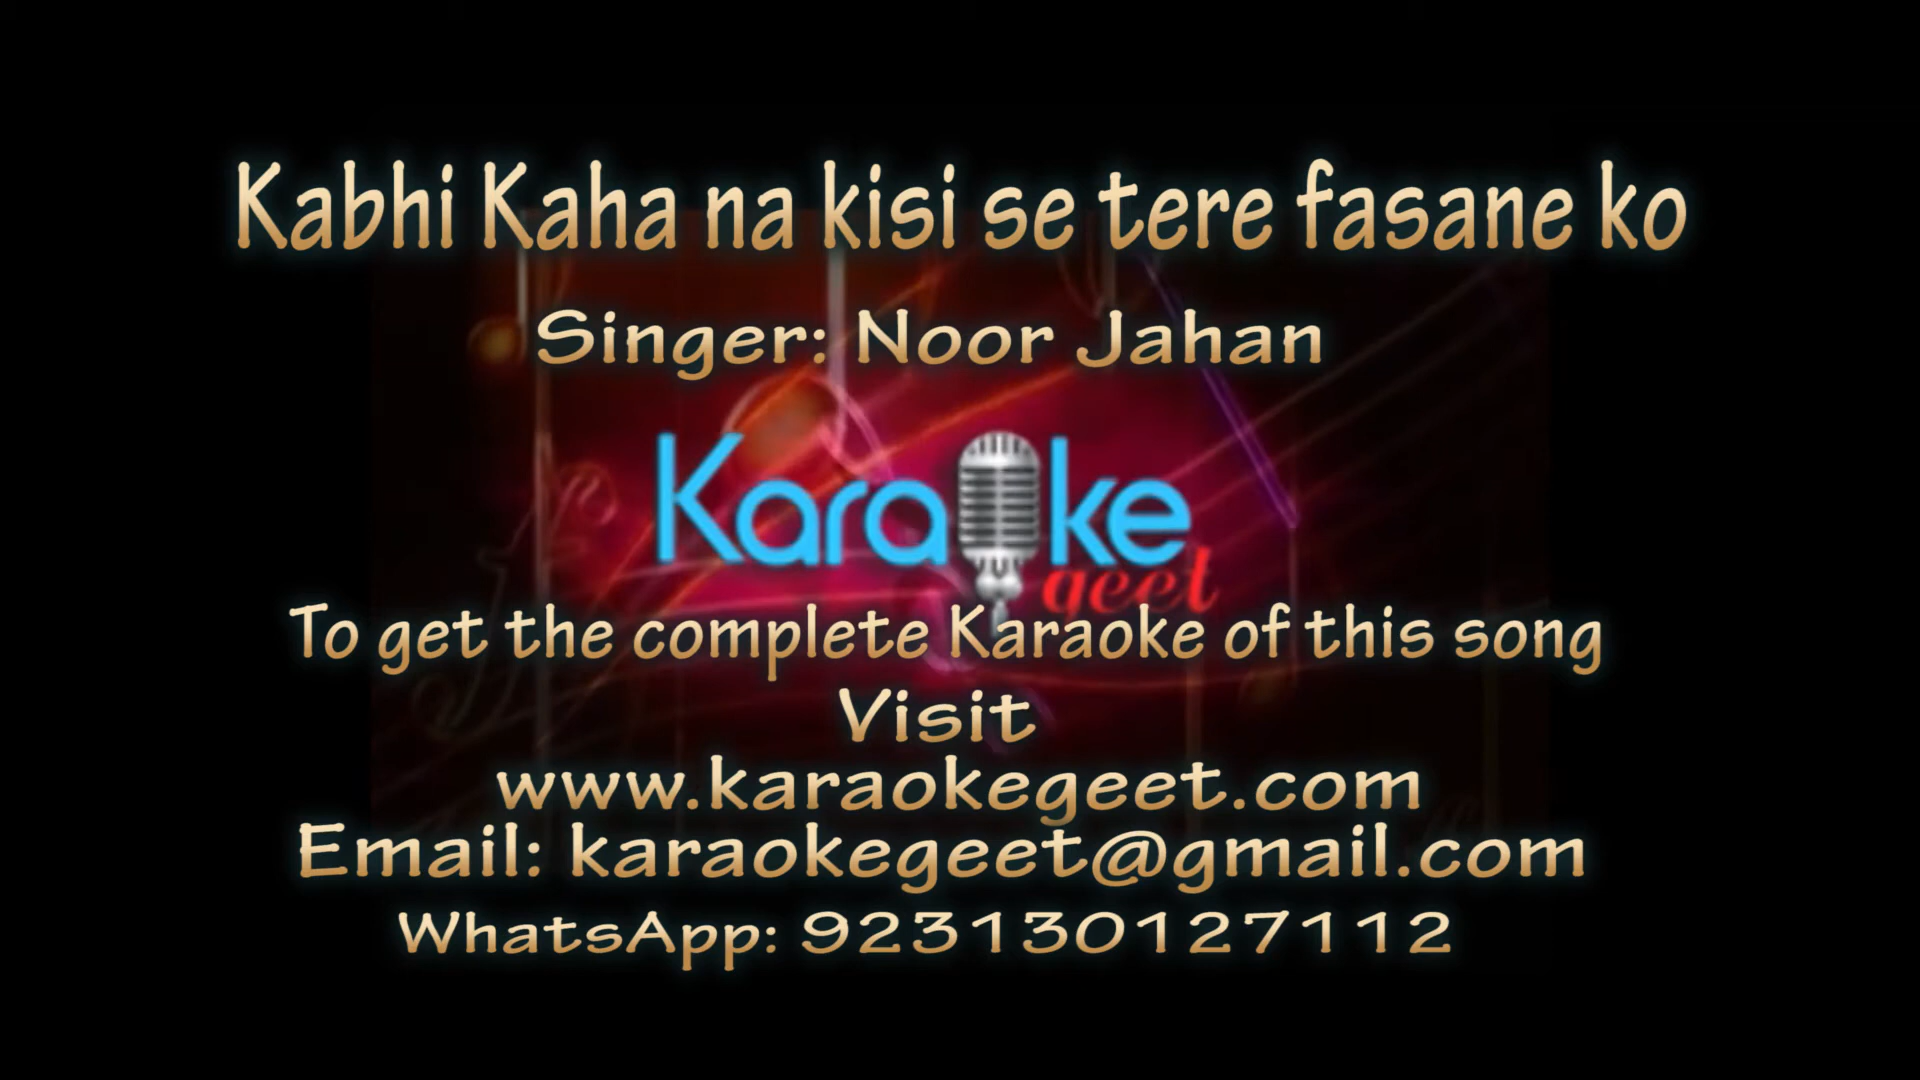 Kabhi Kaha na kisi se tere fasane ko
Singer: Noor Jahan
Karaoke
geet
To get the complete Karaoke of this song
Visit
www.karaokegeet.com
Email: karaokegeet@gmail.com
WhatsApp: 923130127112